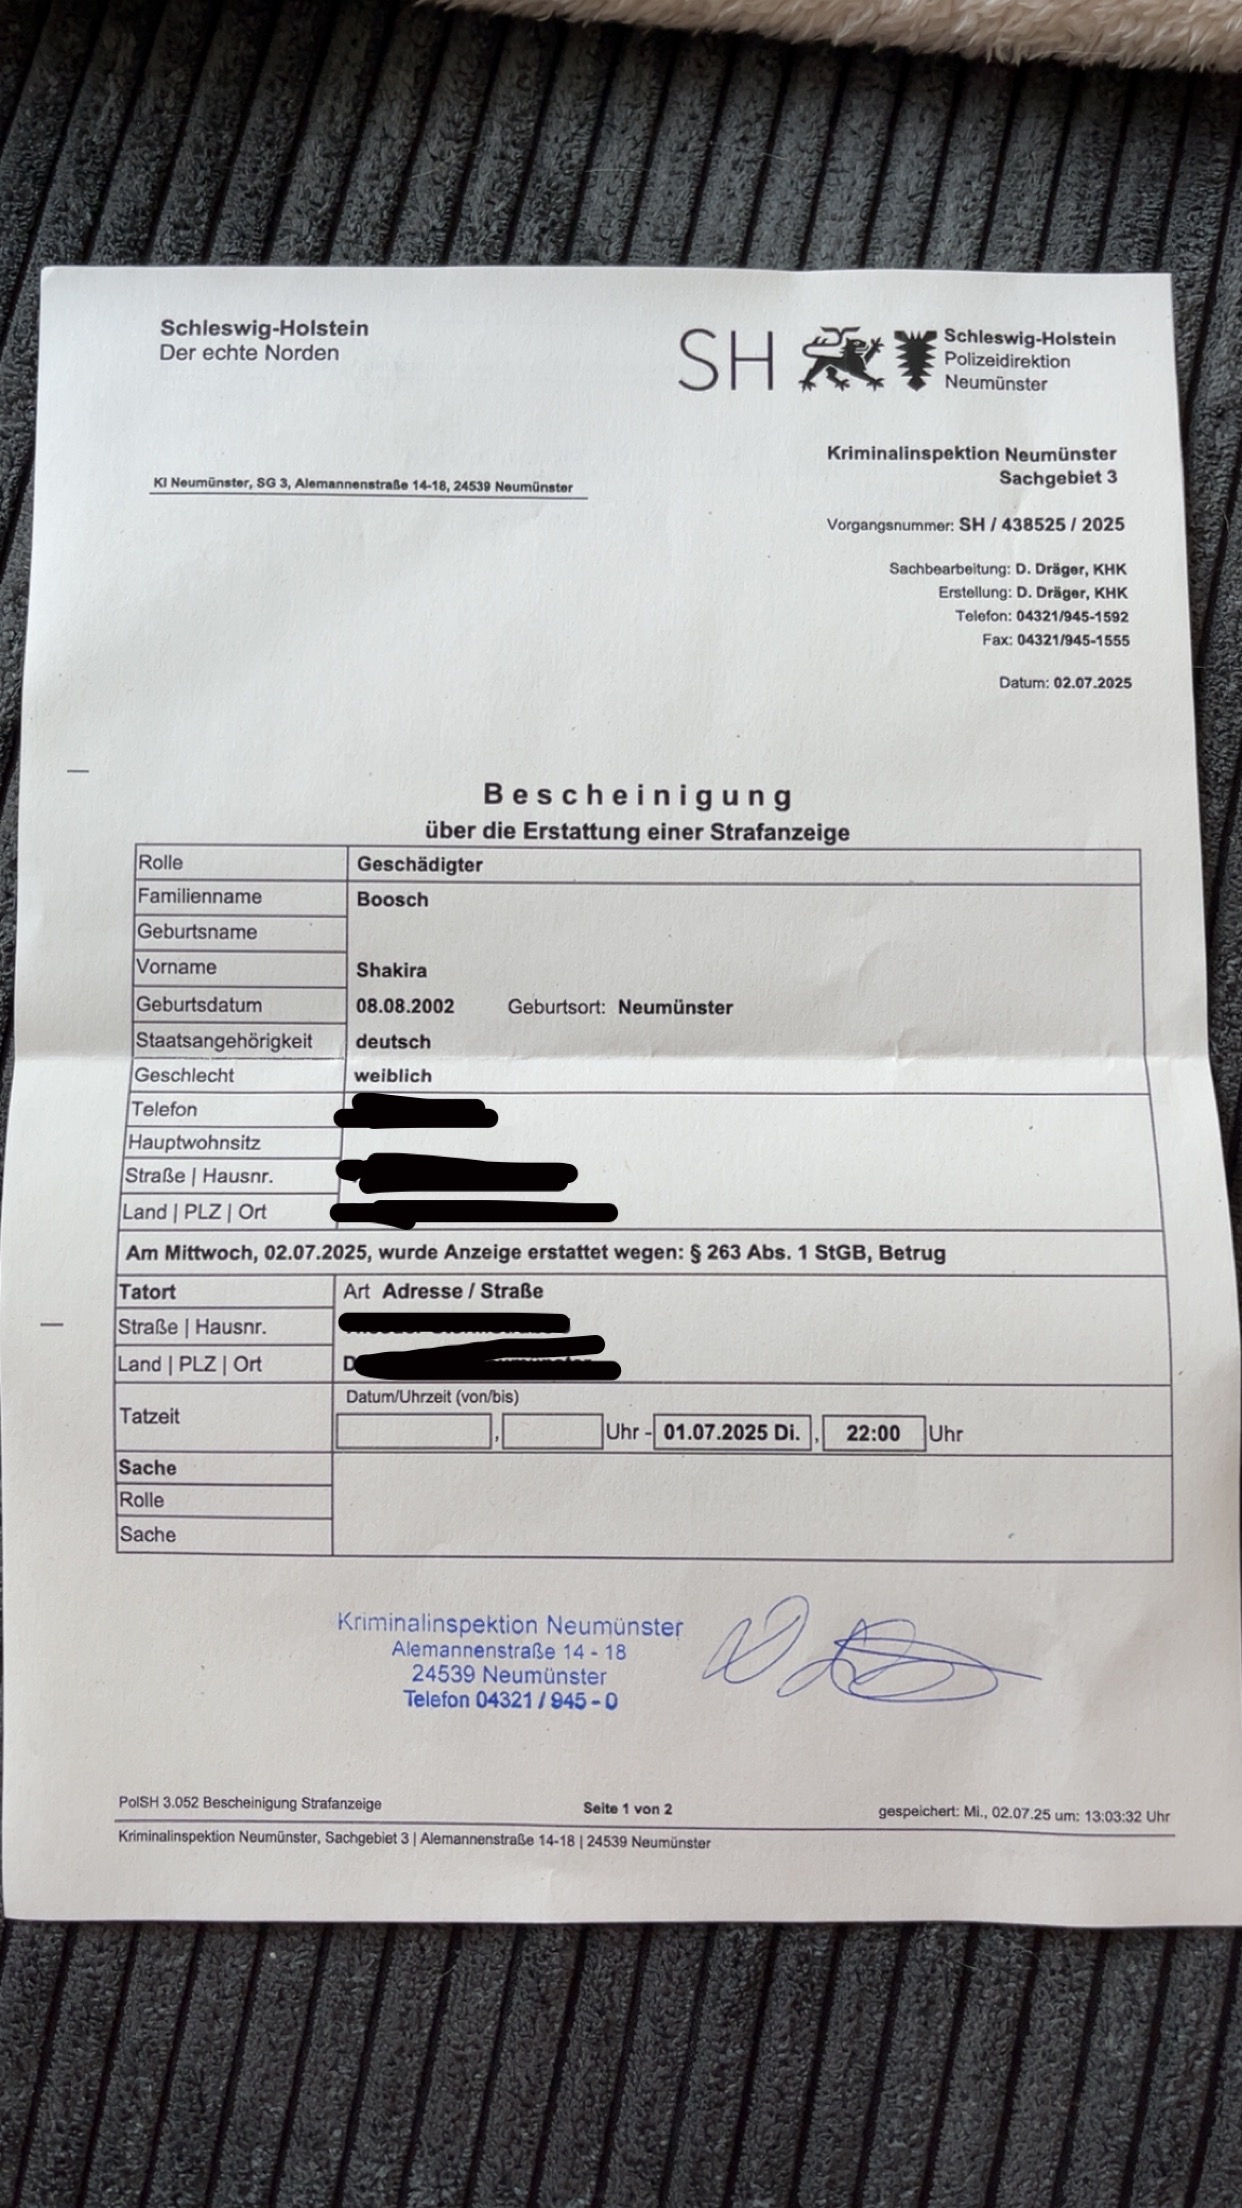 Schleswig-Holstein
Der echte Norden
SH
Schleswig-Holstein
Polizeidirektion
Neumünster
Kriminalinspektion Neumünster
Sachgebiet 3
KI Neumünster, SG 3, Alemannenstraße 14-18, 24539 Neumünster
Vorgangsnummer: SH / 438525 / 2025
Sachbearbeitung: D. Dräger, KHK
Erstellung: D. Dräger, KHK
Telefon: 04321/945-1592
Fax: 04321/945-1555
Datum: 02.07.2025
Bescheinigung
über die Erstattung einer Strafanzeige
Rolle Geschädigter
Familienname Boosch
Geburtsname
Vorname Shakira
Geburtsdatum 08.08.2002 Geburtsort: Neumünster
Staatsangehörigkeit deutsch
Geschlecht weiblich
Telefon
Hauptwohnsitz
Straße | Hausnr.
Land | PLZ | Ort
Am Mittwoch, 02.07.2025, wurde Anzeige erstattet wegen: § 263 Abs. 1 StGB, Betrug
Tatort Art Adresse / Straße
Straße | Hausnr.
Land | PLZ | Ort D
Datum/Uhrzeit (von/bis)
Tatzeit , Uhr - 01.07.2025 Di. , 22:00 Uhr
Sache
Rolle
Sache
Kriminalinspektion Neumünster
Alemannenstraße 14 - 18
24539 Neumünster
Telefon 04321 / 945 - 0
PolSH 3.052 Bescheinigung Strafanzeige Seite 1 von 2 gespeichert: Mi., 02.07.25 um: 13:03:32 Uhr
Kriminalinspektion Neumünster, Sachgebiet 3 | Alemannenstraße 14-18 | 24539 Neumünster